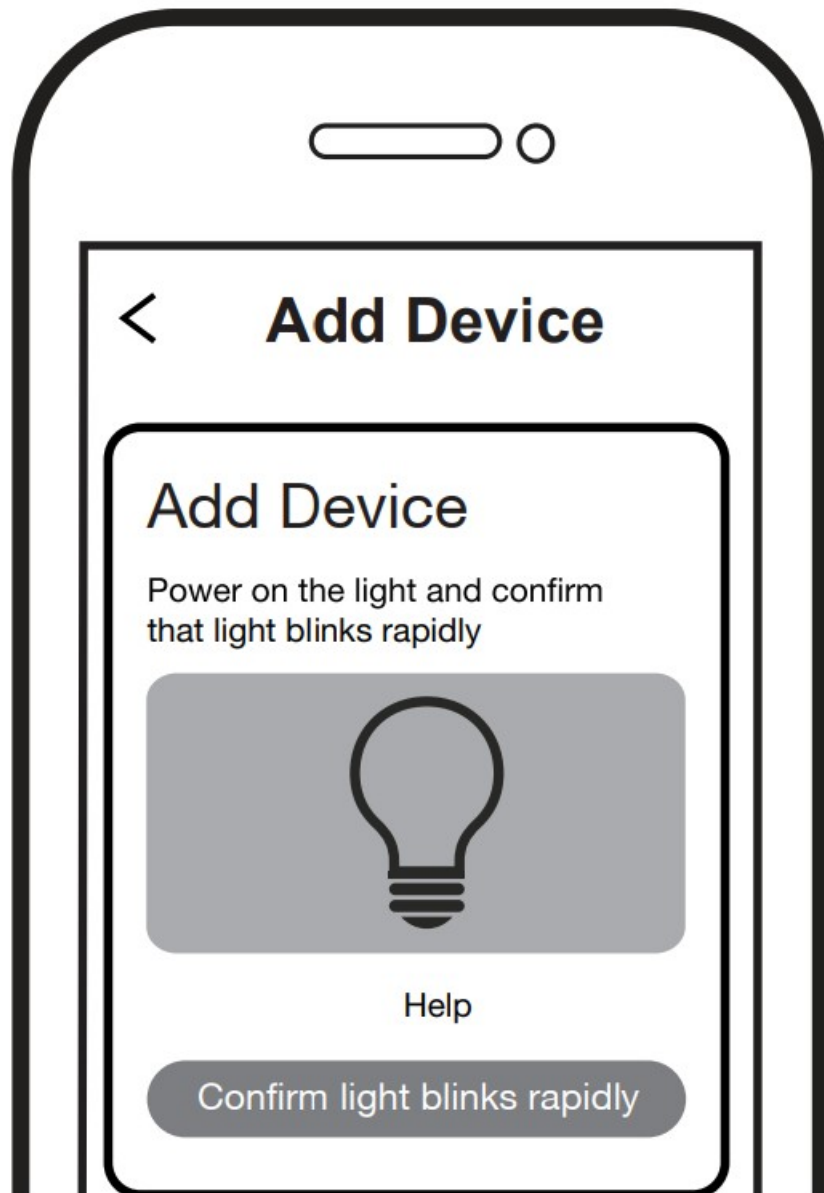 Add Device
Add Device
Power on the light and confirm
that light blinks rapidly
Help
Confirm light blinks rapidly